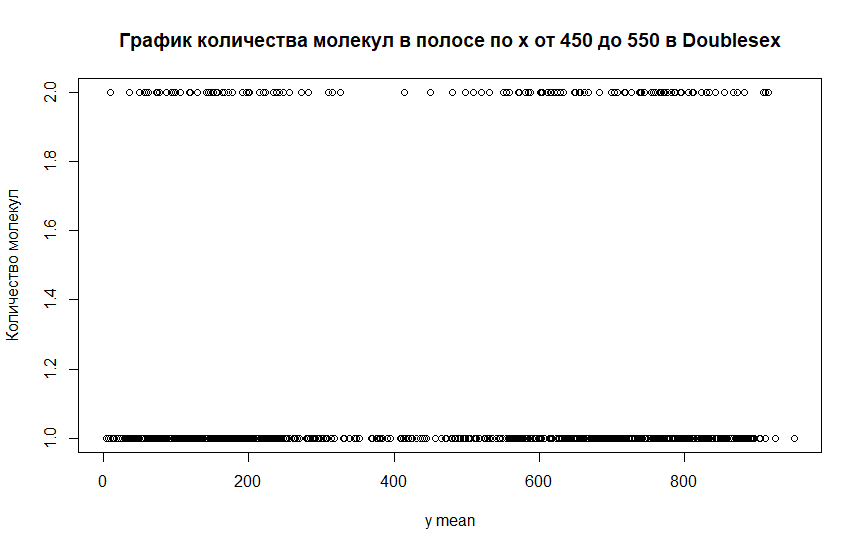 График количества молекул в полосе по x от 450 до 550 в Doublesex
Количество молекул
2.0
1.8
1.6
1.4
1.2
1.0
0 200 400 600 800
y mean